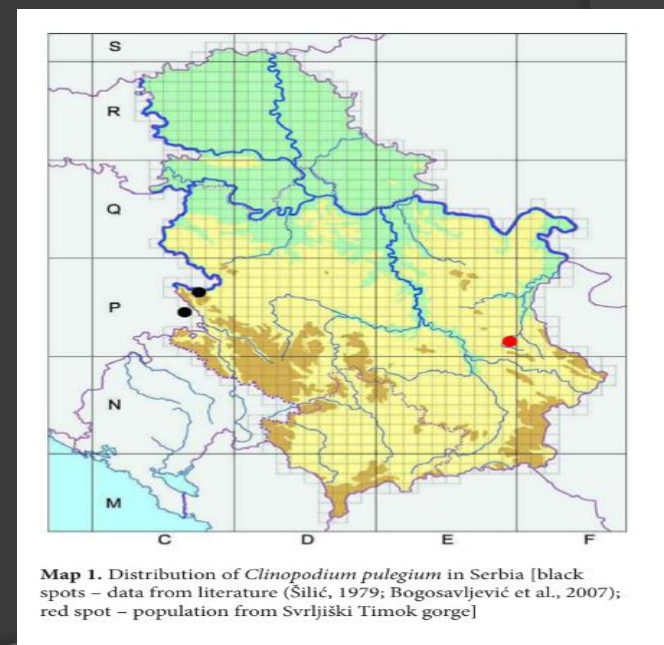 S
R
Q
P
N
M
C D E F
Map 1. Distribution of Clinopodium pulegium in Serbia [black
spots – data from literature (Šilić, 1979; Bogosavljević et al., 2007);
red spot – population from Svrljiški Timok gorge]